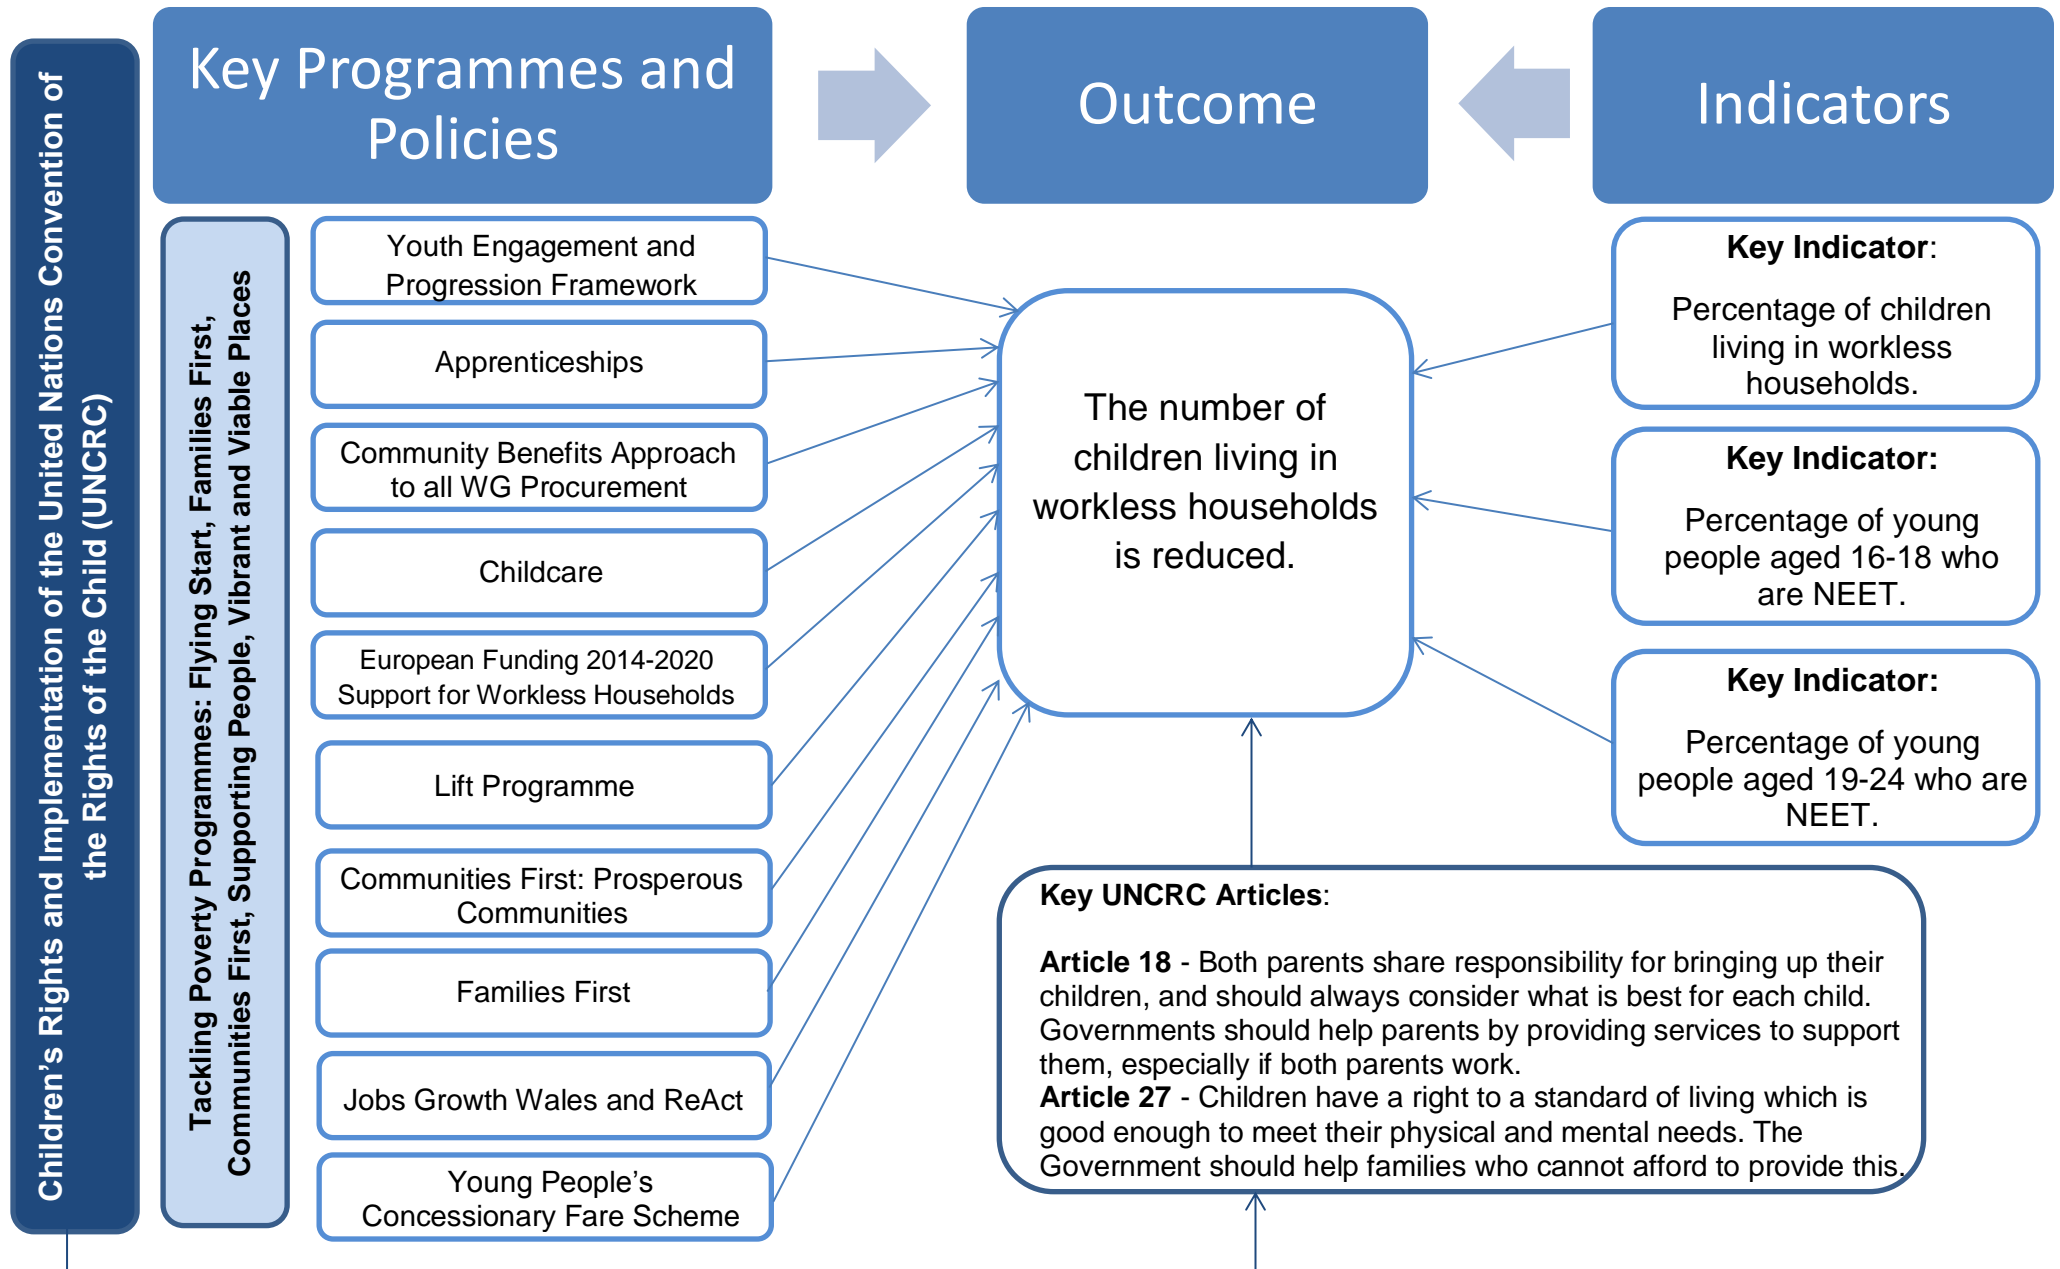 Children's Rights and Implementation of the United Nations Convention of
the Rights of the Child (UNCRC)
Key Programmes and
Policies
Outcome
Indicators
Tackling Poverty Programmes: Flying Start, Families First,
Communities First, Supporting People, Vibrant and Viable Places
Youth Engagement and
Progression Framework
Apprenticeships
Community Benefits Approach
to all WG Procurement
Childcare
European Funding 2014-2020
Support for Workless Households
Lift Programme
Communities First: Prosperous
Communities
Families First
Jobs Growth Wales and ReAct
Young People's
Concessionary Fare Scheme
The number of
children living in
workless households
is reduced.
Key Indicator:
Percentage of children
living in workless
households.
Key Indicator:
Percentage of young
people aged 16-18 who
are NEET.
Key Indicator:
Percentage of young
people aged 19-24 who are
NEET.
Key UNCRC Articles:
Article 18 - Both parents share responsibility for bringing up their
children, and should always consider what is best for each child.
Governments should help parents by providing services to support
them, especially if both parents work.
Article 27 - Children have a right to a standard of living which is
good enough to meet their physical and mental needs. The
Government should help families who cannot afford to provide this.